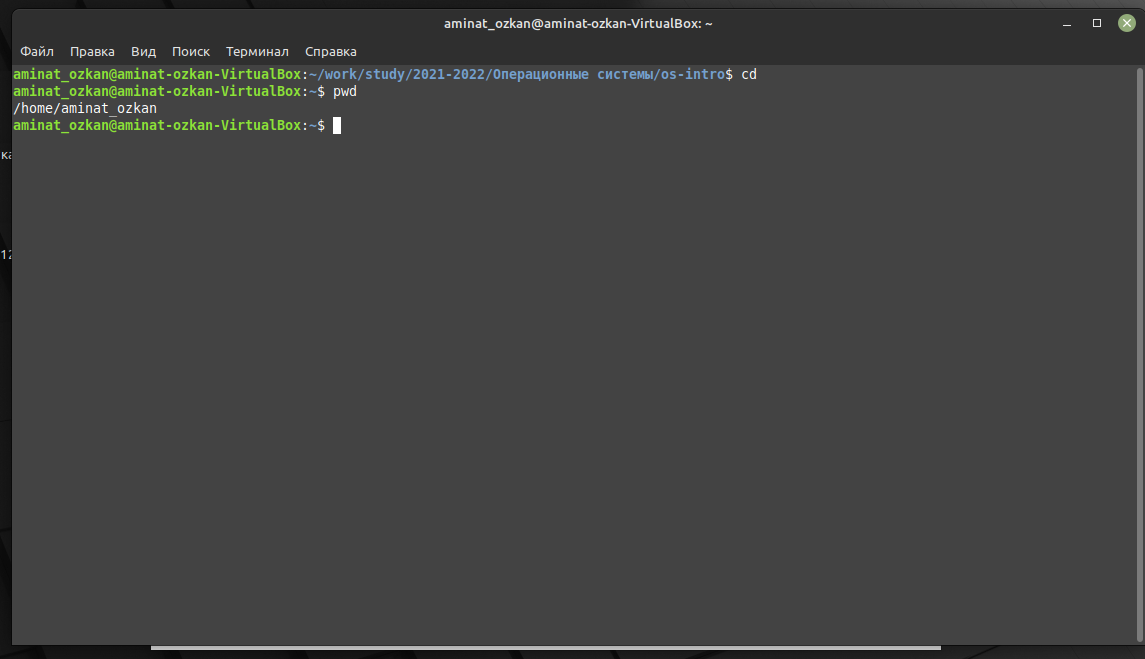 aminat_ozkan@aminat-ozkan-VirtualBox: ~
Файл Правка Вид Поиск Терминал Справка
aminat_ozkan@aminat-ozkan-VirtualBox:~/work/study/2021-2022/Операционные системы/os-intro$ cd
aminat_ozkan@aminat-ozkan-VirtualBox:~$ pwd
/home/aminat_ozkan
aminat_ozkan@aminat-ozkan-VirtualBox:~$